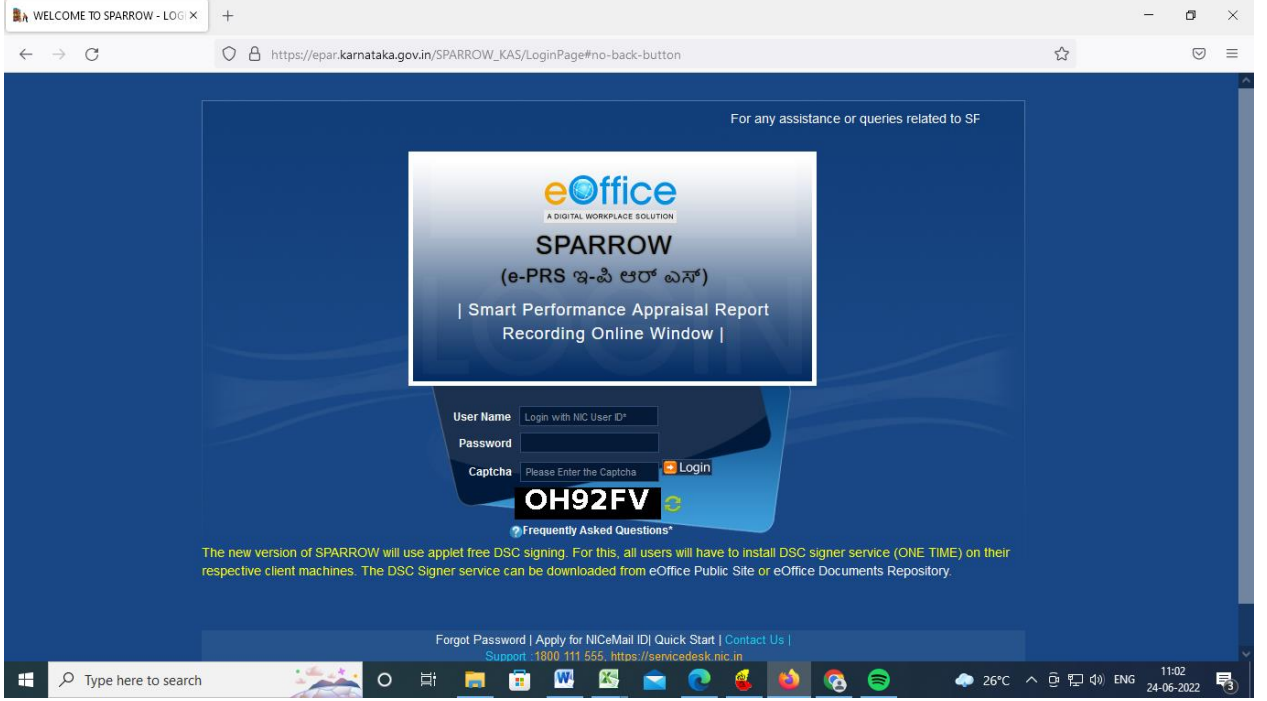 WELCOME TO SPARROW - LOGI
https://epar.karnataka.gov.in/SPARROW_KAS/LoginPage#no-back-button
For any assistance or queries related to SF
eOffice
A DIGITAL WORKPLACE SOLUTION
SPARROW
(e-PRS ಇ-ಪಿ ಆರ್ ಎಸ್)
| Smart Performance Appraisal Report
Recording Online Window |
LOGIN
User Name Login with NIC User ID*
Password
Captcha Please Enter the Captcha Login
OH92FV
Frequently Asked Questions*
The new version of SPARROW will use applet free DSC signing. For this, all users will have to install DSC signer service (ONE TIME) on their
respective client machines. The DSC Signer service can be downloaded from eOffice Public Site or eOffice Documents Repository.
Forgot Password | Apply for NICeMail ID| Quick Start | Contact Us |
Support :1800 111 555, https://servicedesk.nic.in
Type here to search
26°C ENG
11:02
24-06-2022
3